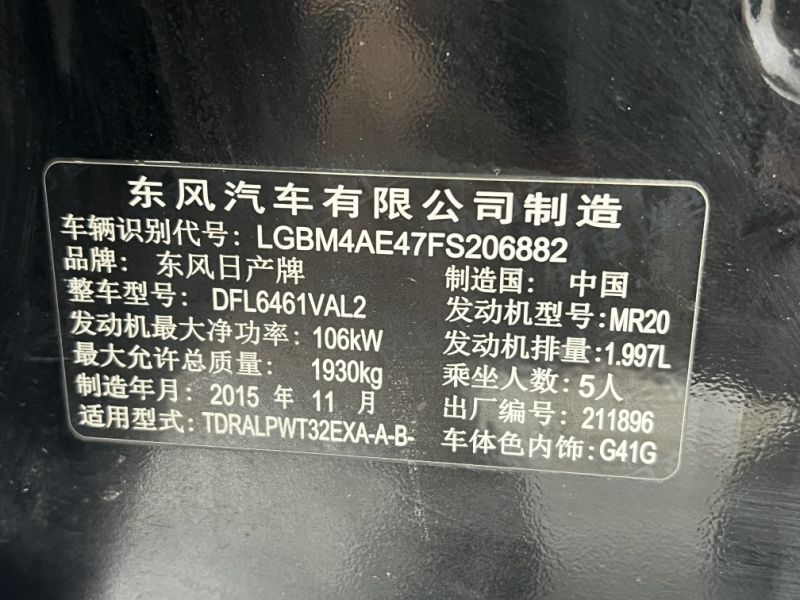 东风汽车有限公司制造
车辆识别代号: LGBM4AE47FS206882
品牌: 东风日产牌 制造国: 中国
整车型号: DFL6461VAL2 发动机型号: MR20
发动机最大净功率: 106kW 发动机排量: 1.997L
最大允许总质量: 1930kg 乘坐人数: 5人
制造年月: 2015 年 11 月 出厂编号: 211896
适用型式: TDRALPWT32EXA-A-B- 车体色内饰: G41G